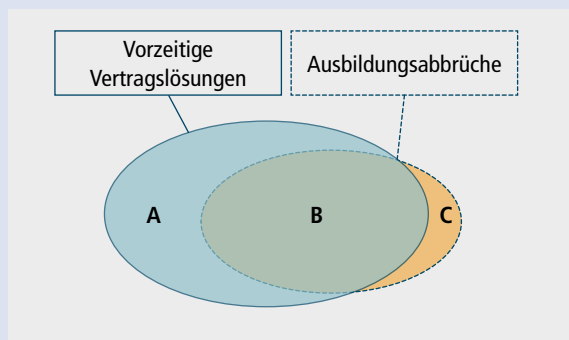 Vorzeitige
Vertragslösungen
Ausbildungsabbrüche
A
B
C